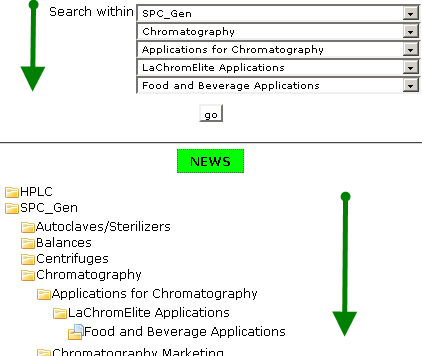 Search within SPC_Gen
Chromatography
Applications for Chromatography
LaChromElite Applications
Food and Beverage Applications
go
NEWS
HPLC
SPC_Gen
Autoclaves/Sterilizers
Balances
Centrifuges
Chromatography
Applications for Chromatography
LaChromElite Applications
Food and Beverage Applications
Chromatography Marketing